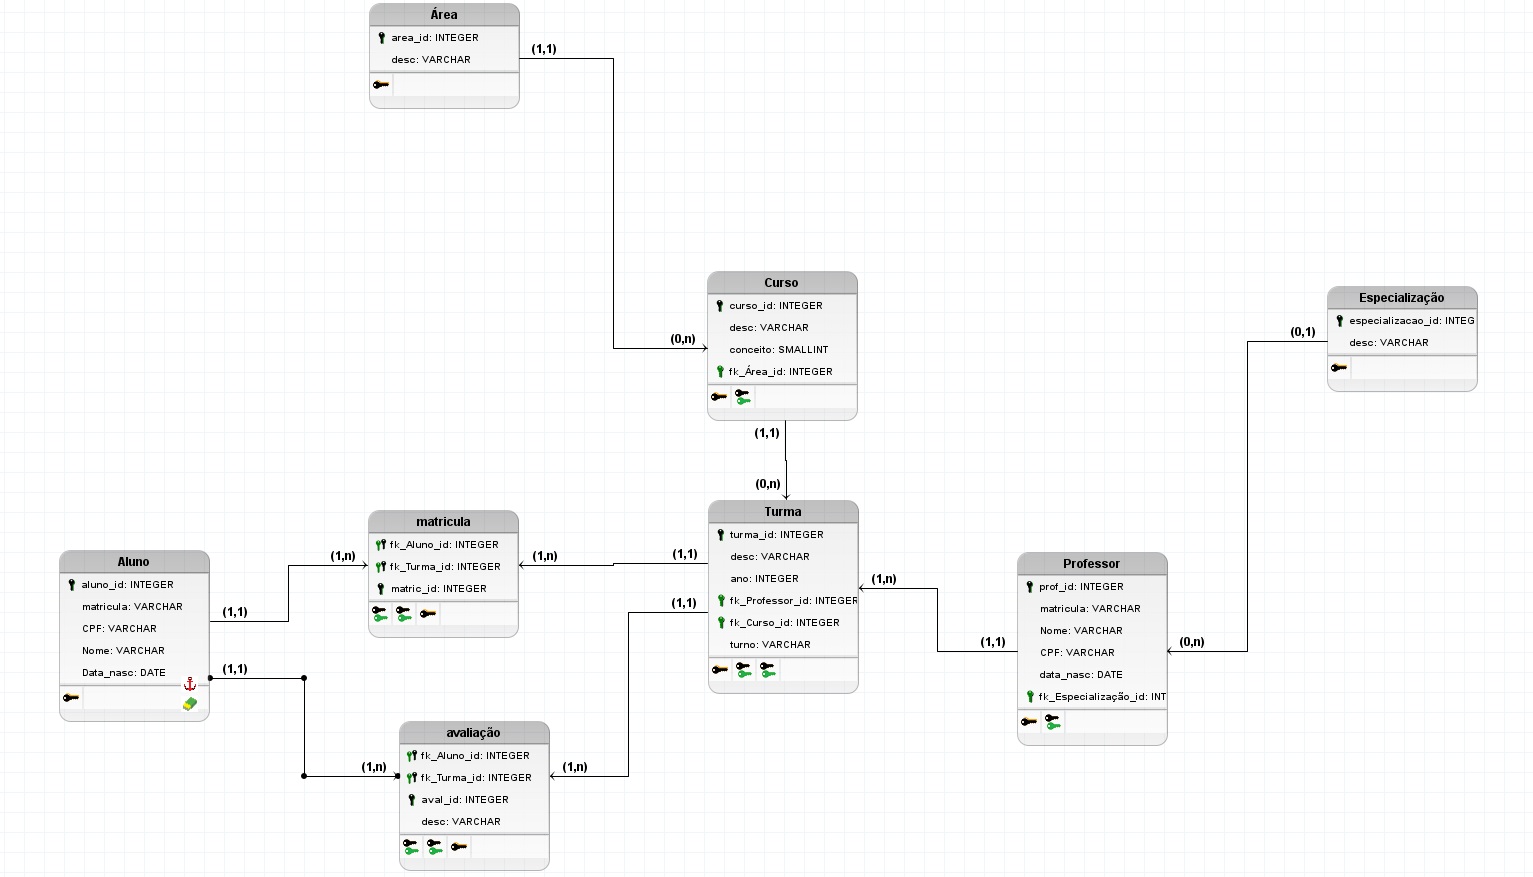 Área
area_id: INTEGER
desc: VARCHAR
(1,1)
(0,n)
Curso
curso_id: INTEGER
desc: VARCHAR
conceito: SMALLINT
fk_Área_id: INTEGER
(1,1)
(0,n)
Especialização
especializacao_id: INTEG
desc: VARCHAR
(0,1)
(0,n)
matricula
fk_Aluno_id: INTEGER
fk_Turma_id: INTEGER
matric_id: INTEGER
(1,n)
(1,n)
Turma
turma_id: INTEGER
desc: VARCHAR
ano: INTEGER
fk_Professor_id: INTEGER
fk_Curso_id: INTEGER
turno: VARCHAR
(1,1)
(1,1)
(1,n)
Professor
prof_id: INTEGER
matricula: VARCHAR
Nome: VARCHAR
CPF: VARCHAR
data_nasc: DATE
fk_Especialização_id: INT
(1,1)
Aluno
aluno_id: INTEGER
matricula: VARCHAR
CPF: VARCHAR
Nome: VARCHAR
Data_nasc: DATE
(1,1)
(1,1)
avaliação
fk_Aluno_id: INTEGER
fk_Turma_id: INTEGER
aval_id: INTEGER
desc: VARCHAR
(1,n)
(1,n)